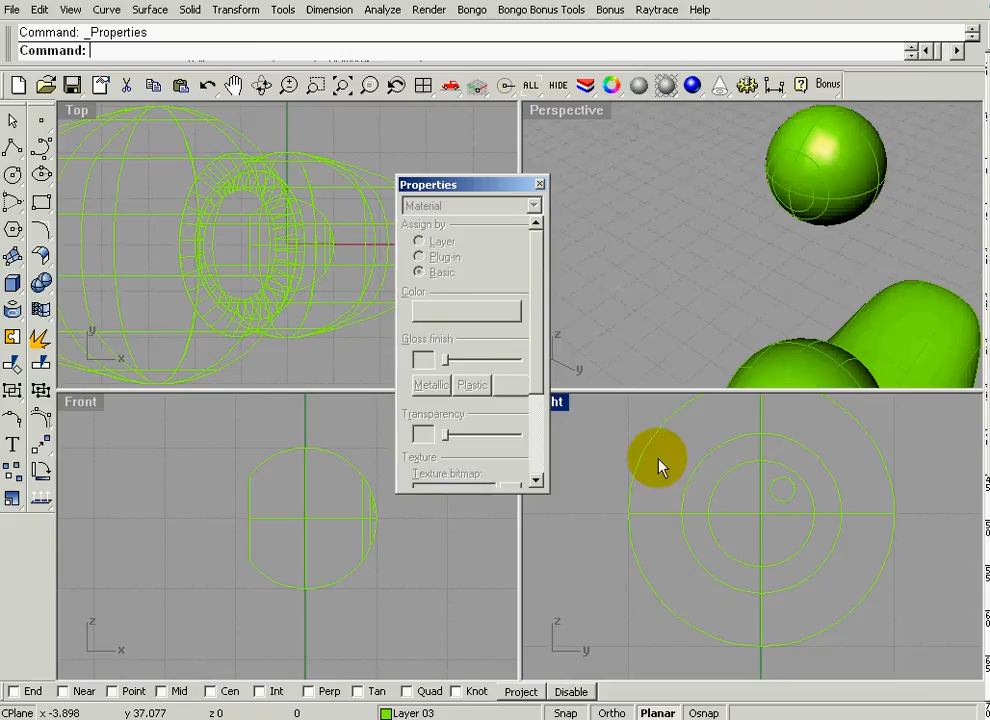 File Edit View Curve Surface Solid Transform Tools Dimension Analyze Render Bongo Bongo Bonus Tools Bonus Raytrace Help
Command: _Properties
Command:
ALL HIDE Bonus
Top
Perspective
Properties
Material
Assign by
Layer
Plug-in
Basic
Color
Gloss finish
Metallic Plastic
Transparency
Texture
Texture bitmap:
y
x
z
y
Front
ht
z
x
z
y
End Near Point Mid Cen Int Perp Tan Quad Knot Project Disable
CPlane x -3.898 y 37.077 z 0 0 Layer 03 Snap Ortho Planar Osnap